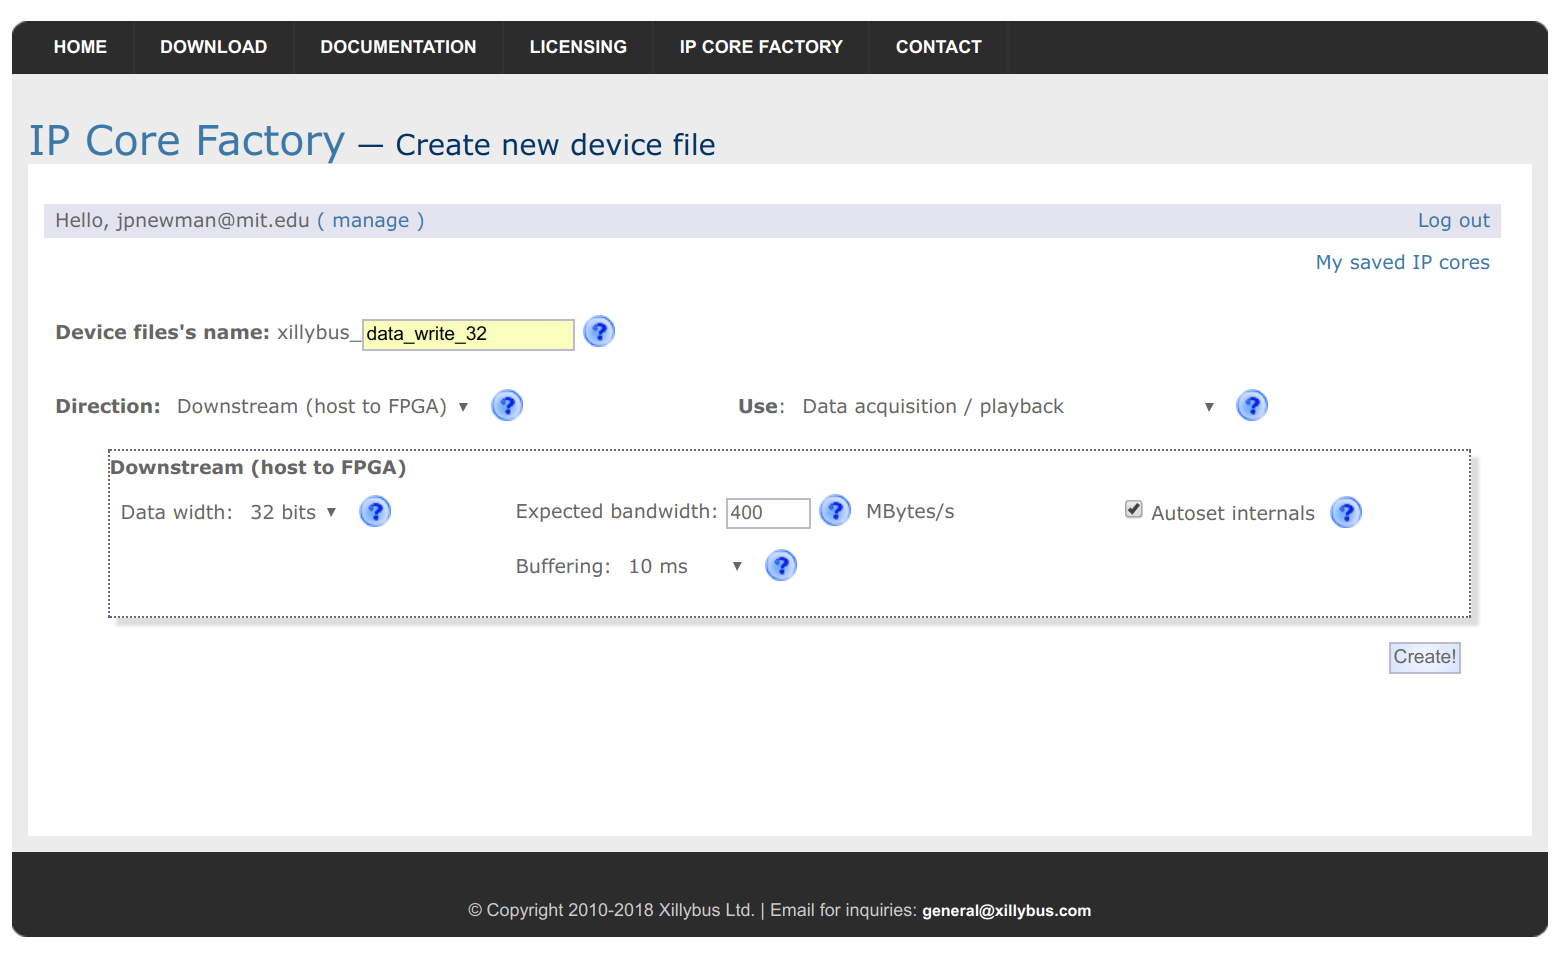 HOME DOWNLOAD DOCUMENTATION LICENSING IP CORE FACTORY CONTACT
IP Core Factory — Create new device file
Hello, jpnewman@mit.edu ( manage ) Log out
My saved IP cores
Device files's name: xillybus_ data_write_32 ?
Direction: Downstream (host to FPGA) ▼ ? Use: Data acquisition / playback ▼ ?
Downstream (host to FPGA)
Data width: 32 bits ▼ ? Expected bandwidth: 400 ? MBytes/s Autoset internals ?
Buffering: 10 ms ▼ ?
Create!
© Copyright 2010-2018 Xillybus Ltd. | Email for inquiries: general@xillybus.com